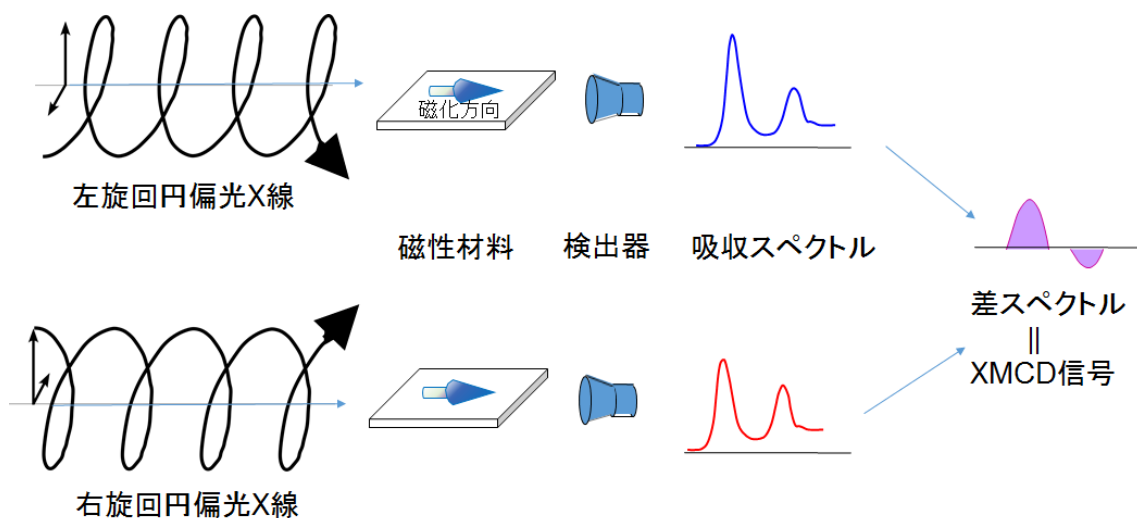 磁化方向
左旋回円偏光X線
磁性材料
検出器
吸収スペクトル
差スペクトル
||
XMCD信号
右旋回円偏光X線